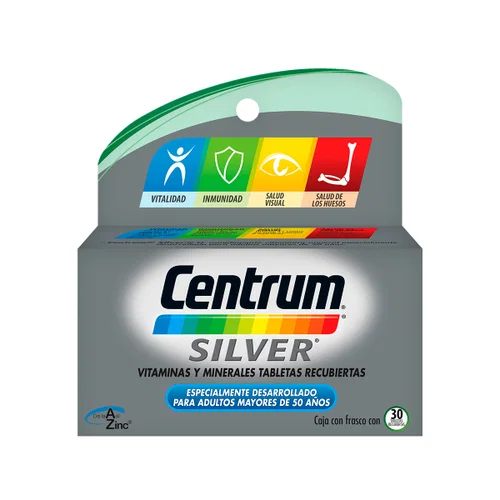 VITALIDAD
INMUNIDAD
SALUD
VISUAL
SALUD DE
LOS HUESOS
Centrum®
SILVER®
VITAMINAS Y MINERALES TABLETAS RECUBIERTAS
ESPECIALMENTE DESARROLLADO
PARA ADULTOS MAYORES DE 50 AÑOS
A
Zinc®
Caja con frasco con
30